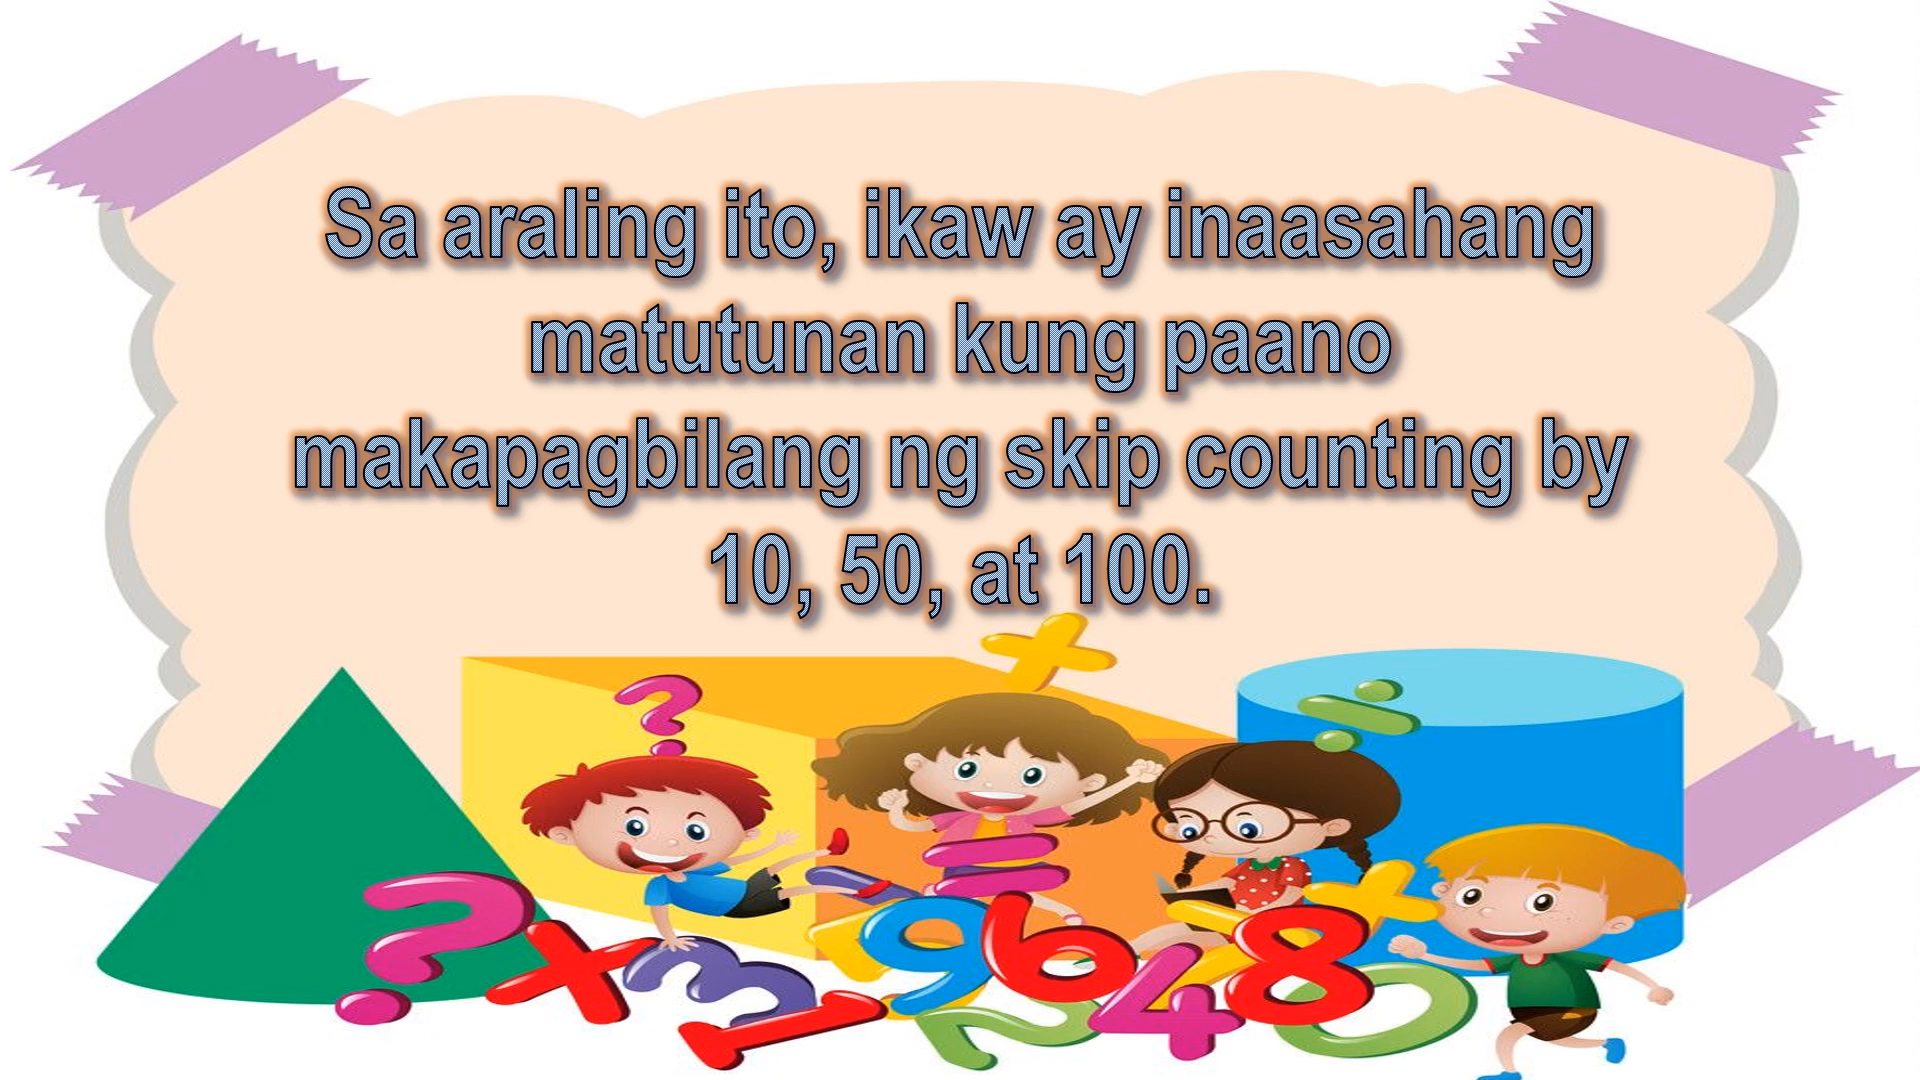 Sa araling ito, ikaw ay inaasahang
matutunan kung paano
makapagbilang ng skip counting by
10, 50, at 100.